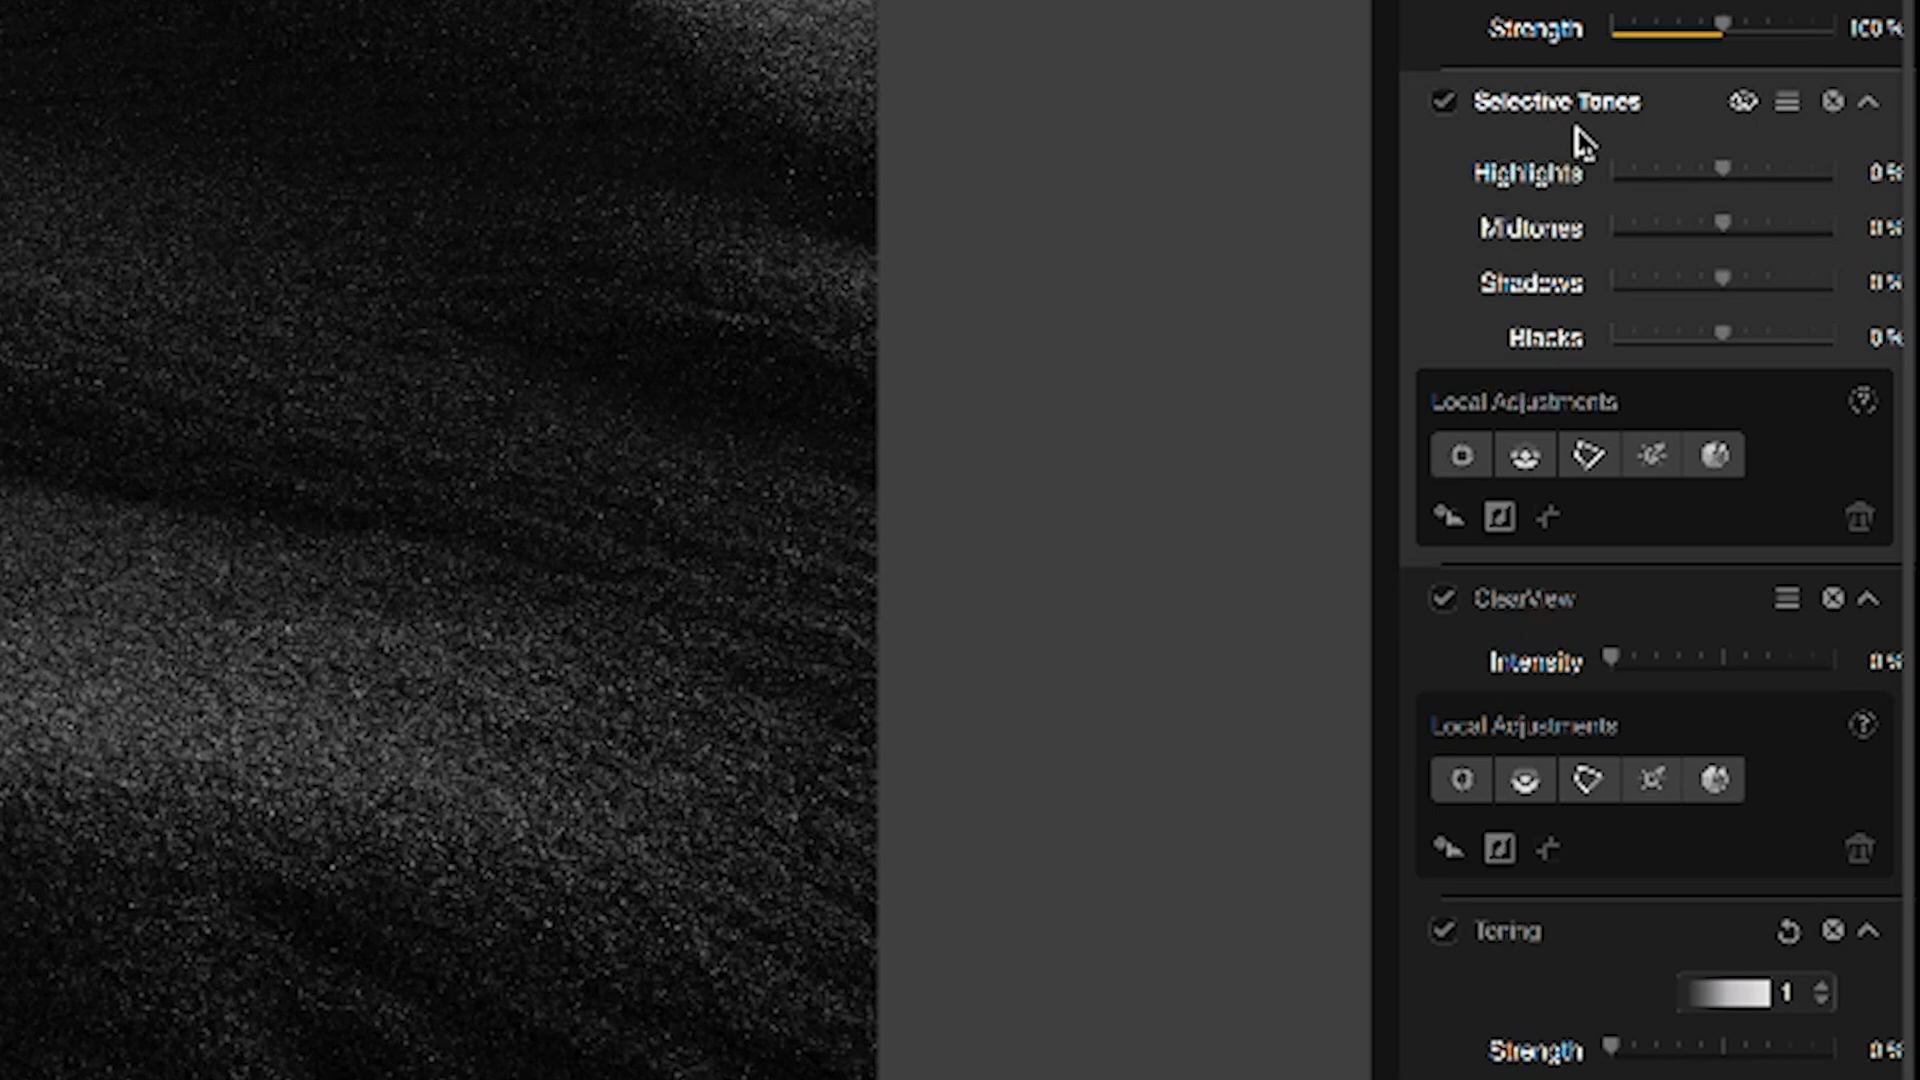 Strength 100 %
Selective Tones
Highlights 0 %
Midtones 0 %
Shadows 0 %
Blacks 0 %
Local Adjustments
ClearView
Intensity 0 %
Local Adjustments
Toning
1
Strength 0 %